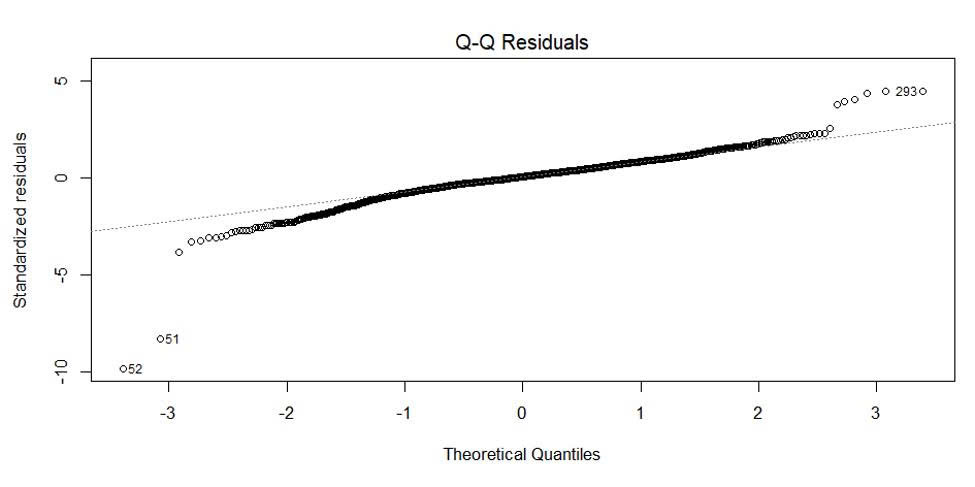 Q-Q Residuals
Standardized residuals
5
0
-5
-10
293
51
52
-3 -2 -1 0 1 2 3
Theoretical Quantiles